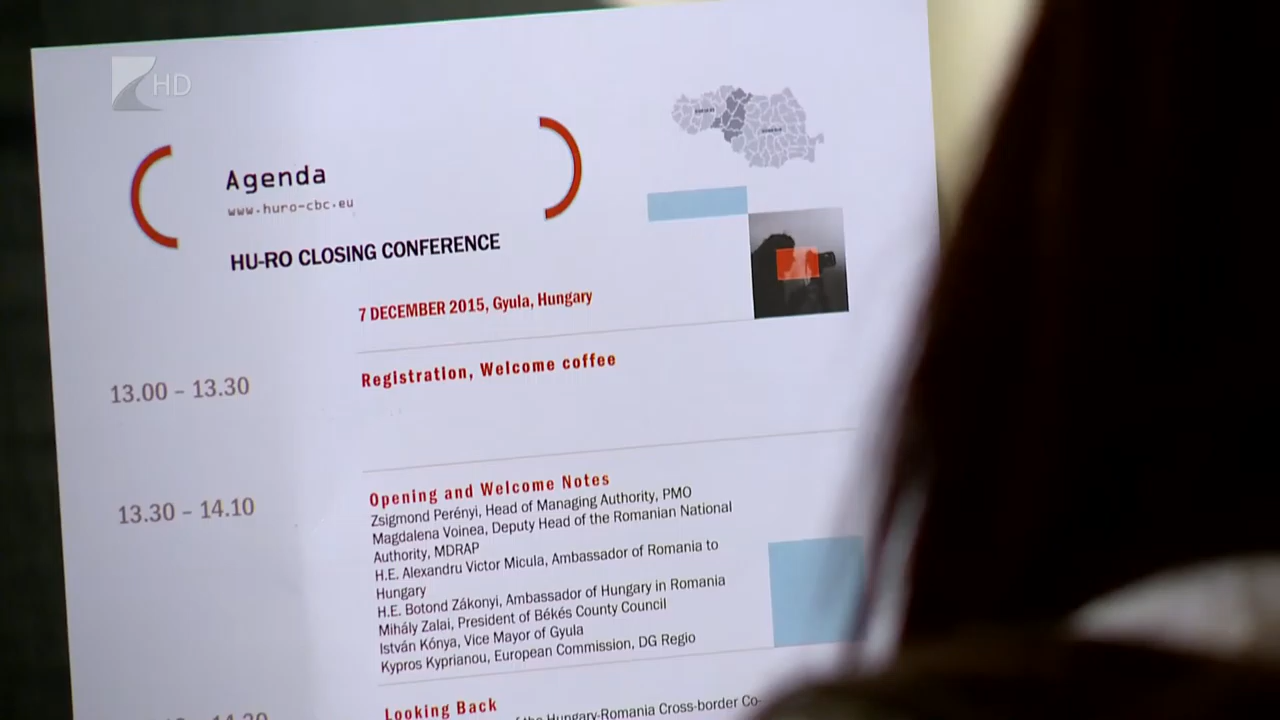 HD
Agenda
www.huro-cbc.eu
HU-RO CLOSING CONFERENCE
7 DECEMBER 2015, Gyula, Hungary
13.00 – 13.30
Registration, Welcome coffee
13.30 – 14.10
Opening and Welcome Notes
Zsigmond Perényi, Head of Managing Authority, PMO
Magdalena Voinea, Deputy Head of the Romanian National
Authority, MDRAP
H.E. Alexandru Victor Micula, Ambassador of Romania to
Hungary
H.E. Botond Zákonyi, Ambassador of Hungary in Romania
Mihály Zalai, President of Békés County Council
István Kónya, Vice Mayor of Gyula
Kypros Kyprianou, European Commission, DG Regio
Looking Back
the Hungary-Romania Cross-border Co-